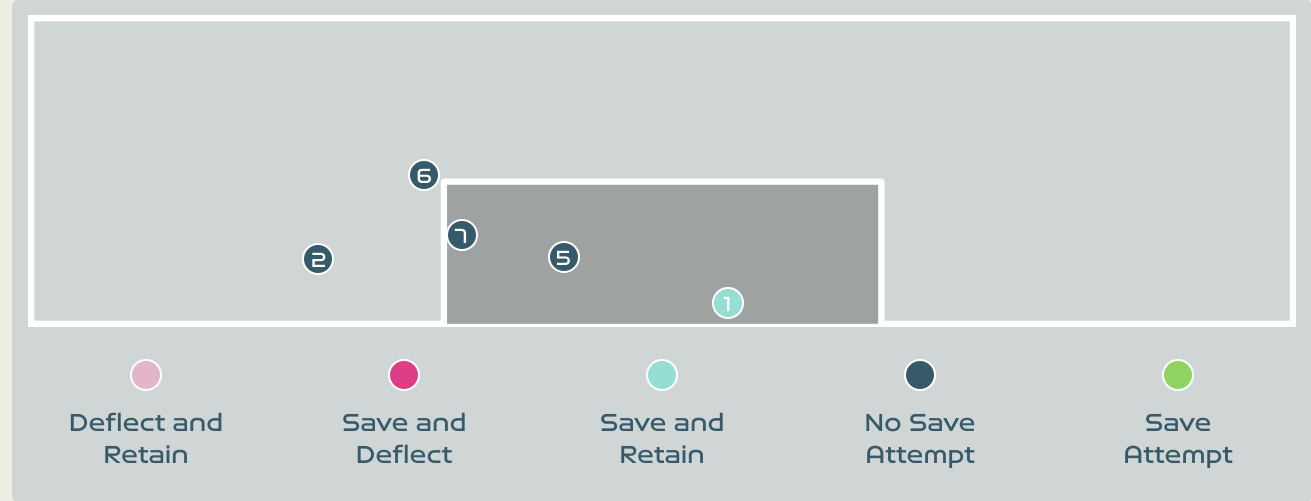 6
7
2
5
1
Deflect and
Retain
Save and
Deflect
Save and
Retain
No Save
Attempt
Save
Attempt